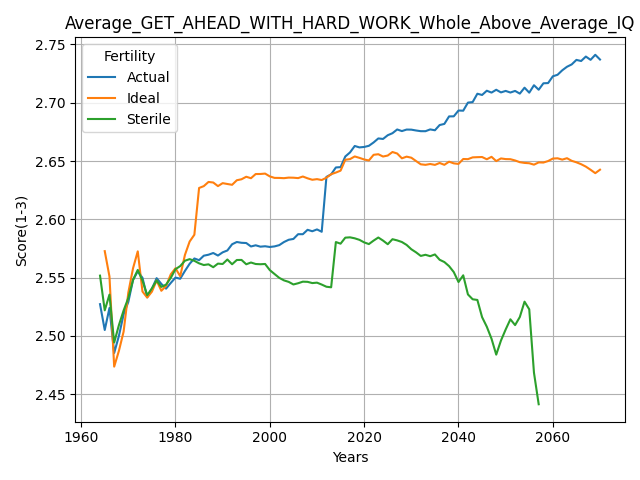 Average_GET_AHEAD_WITH_HARD_WORK_Whole_Above_Average_IQ
Fertility
Actual
Ideal
Sterile
Score(1-3)
2.75
2.70
2.65
2.60
2.55
2.50
2.45
1960 1980 2000 2020 2040 2060
Years